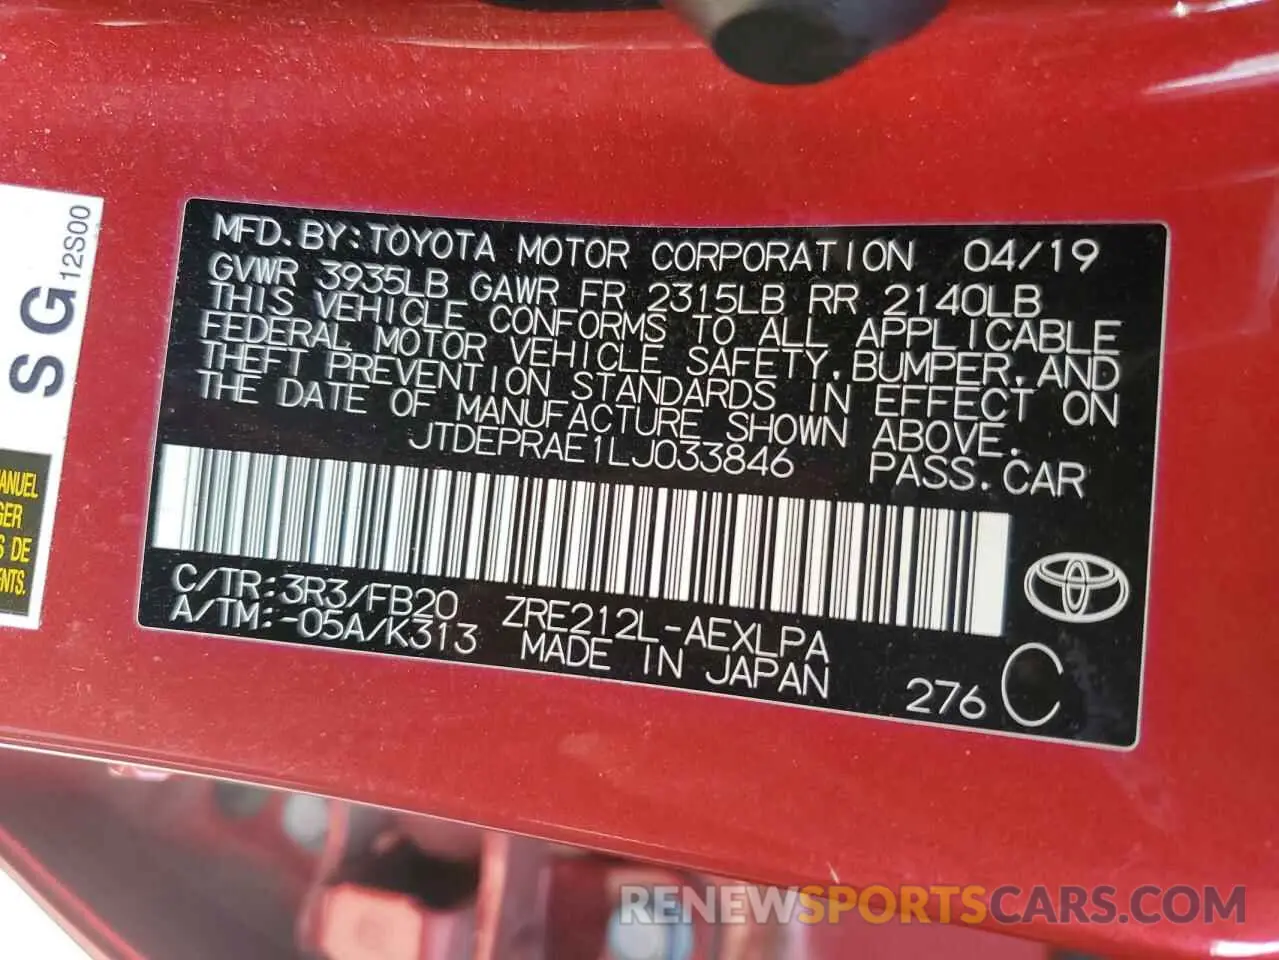 MFD. BY: TOYOTA MOTOR CORPORATION 04/19
GVWR 3935LB GAWR FR 2315LB RR 2140LB
THIS VEHICLE CONFORMS TO ALL APPLICABLE
FEDERAL MOTOR VEHICLE SAFETY, BUMPER, AND
THEFT PREVENTION STANDARDS IN EFFECT ON
THE DATE OF MANUFACTURE SHOWN ABOVE.
JTDEPRAE1LJ033846 PASS. CAR
C/TR: 3R3/FB20 ZRE212L-AEXLPA
A/TM: -05A/K313 MADE IN JAPAN
276 C
SG 12S00
ANUEL
GER
S DE
ENTS.
RENEWSPORTSCARS.COM